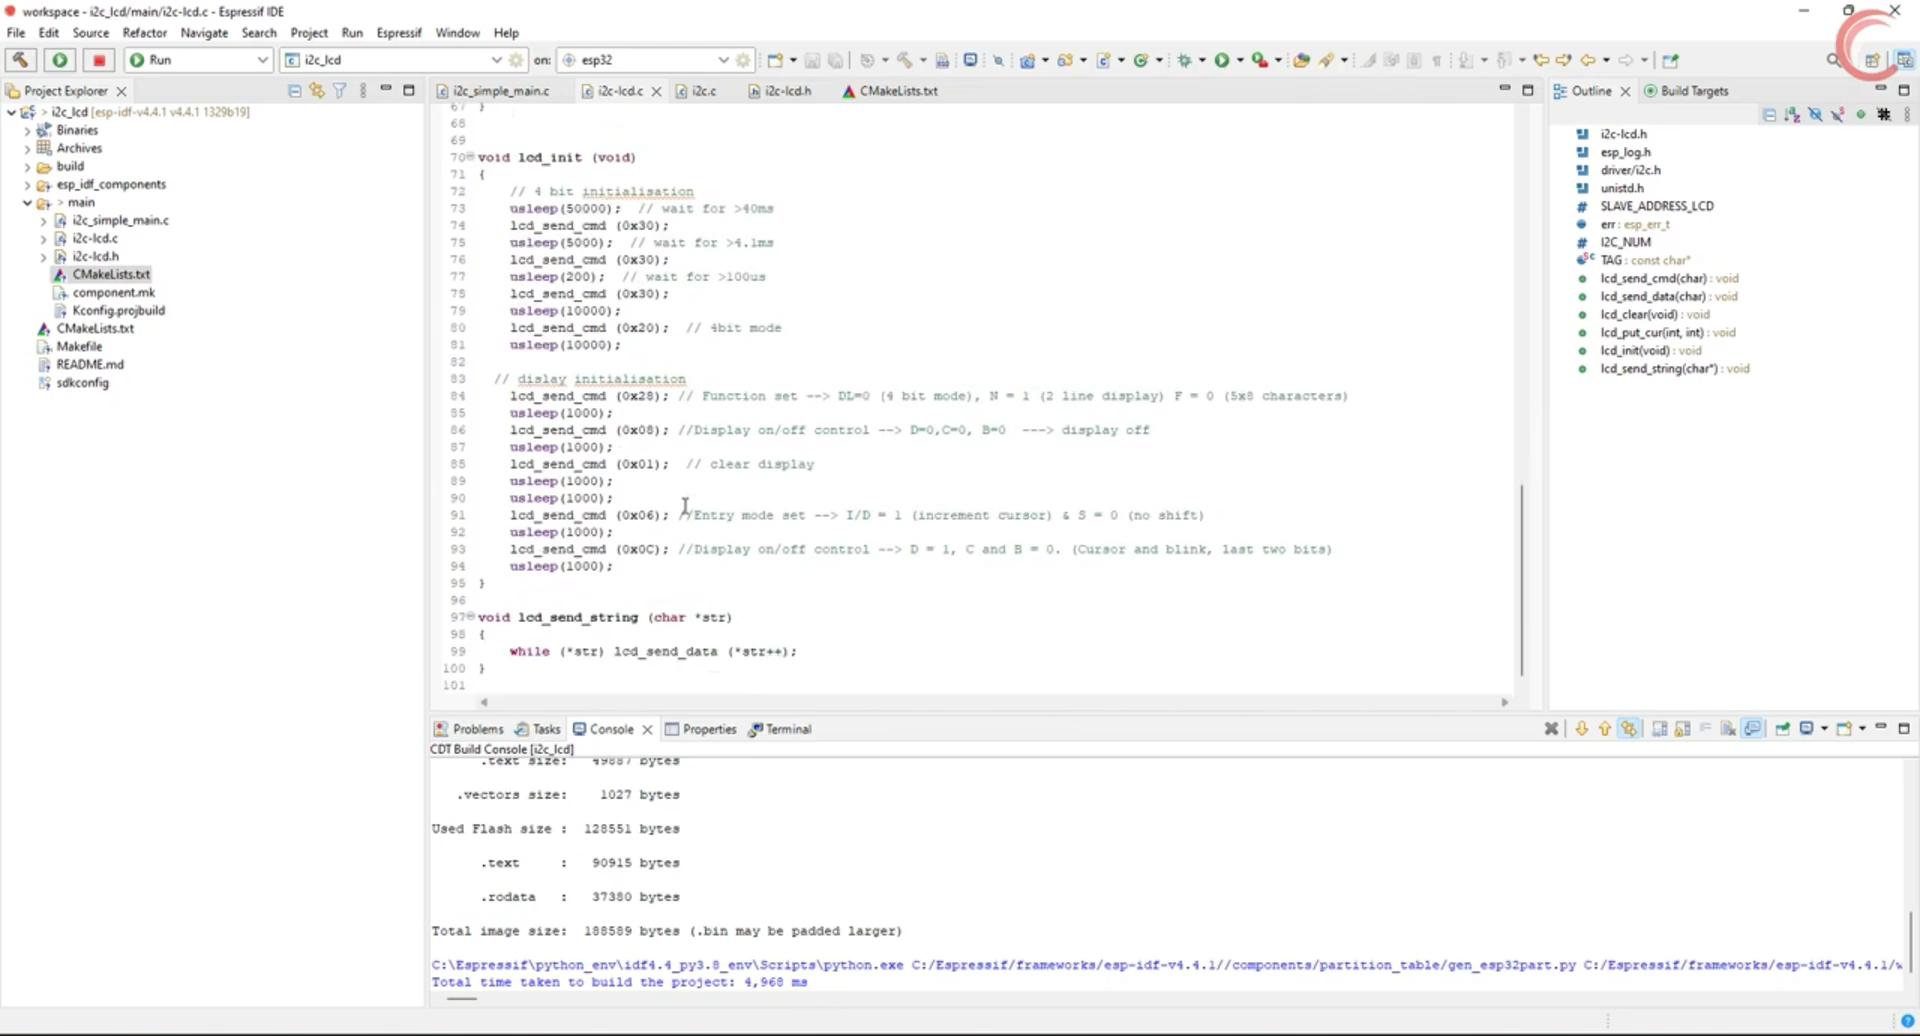 workspace - i2c_lcd/main/i2c-lcd.c - Espressif IDE
File Edit Source Refactor Navigate Search Project Run Espressif Window Help
Run i2c_lcd on: esp32
Project Explorer
i2c_simple_main.c i2c-lcd.c i2c.c i2c-lcd.h CMakeLists.txt
Outline Build Targets
> i2c_lcd [esp-idf-v4.4.1 v4.4.1 1329b19]
Binaries
Archives
build
esp_idf_components
> main
i2c_simple_main.c
i2c-lcd.c
i2c-lcd.h
CMakeLists.txt
component.mk
Kconfig.projbuild
CMakeLists.txt
Makefile
README.md
sdkconfig
67 }
68
69
70 void lcd_init (void)
71 {
72 // 4 bit initialisation
73 usleep(50000); // wait for >40ms
74 lcd_send_cmd (0x30);
75 usleep(5000); // wait for >4.1ms
76 lcd_send_cmd (0x30);
77 usleep(200); // wait for >100us
78 lcd_send_cmd (0x30);
79 usleep(10000);
80 lcd_send_cmd (0x20); // 4bit mode
81 usleep(10000);
82
83 // dislay initialisation
84 lcd_send_cmd (0x28); // Function set --> DL=0 (4 bit mode), N = 1 (2 line display) F = 0 (5x8 characters)
85 usleep(1000);
86 lcd_send_cmd (0x08); //Display on/off control --> D=0,C=0, B=0 ---> display off
87 usleep(1000);
88 lcd_send_cmd (0x01); // clear display
89 usleep(1000);
90 usleep(1000);
91 lcd_send_cmd (0x06); //Entry mode set --> I/D = 1 (increment cursor) & S = 0 (no shift)
92 usleep(1000);
93 lcd_send_cmd (0x0C); //Display on/off control --> D = 1, C and B = 0. (Cursor and blink, last two bits)
94 usleep(1000);
95 }
96
97 void lcd_send_string (char *str)
98 {
99 while (*str) lcd_send_data (*str++);
100 }
101
i2c-lcd.h
esp_log.h
driver/i2c.h
unistd.h
SLAVE_ADDRESS_LCD
err : esp_err_t
I2C_NUM
TAG : const char*
lcd_send_cmd(char) : void
lcd_send_data(char) : void
lcd_clear(void) : void
lcd_put_cur(int, int) : void
lcd_init(void) : void
lcd_send_string(char*) : void
Problems Tasks Console Properties Terminal
CDT Build Console [i2c_lcd]
.text size: 49887 bytes
.vectors size: 1027 bytes
Used Flash size : 128551 bytes
.text : 90915 bytes
.rodata : 37380 bytes
Total image size: 188589 bytes (.bin may be padded larger)
C:\Espressif\python_env\idf4.4_py3.8_env\Scripts\python.exe C:/Espressif/frameworks/esp-idf-v4.4.1//components/partition_table/gen_esp32part.py C:/Espressif/frameworks/esp-idf-v4.4.1/w
Total time taken to build the project: 4,968 ms